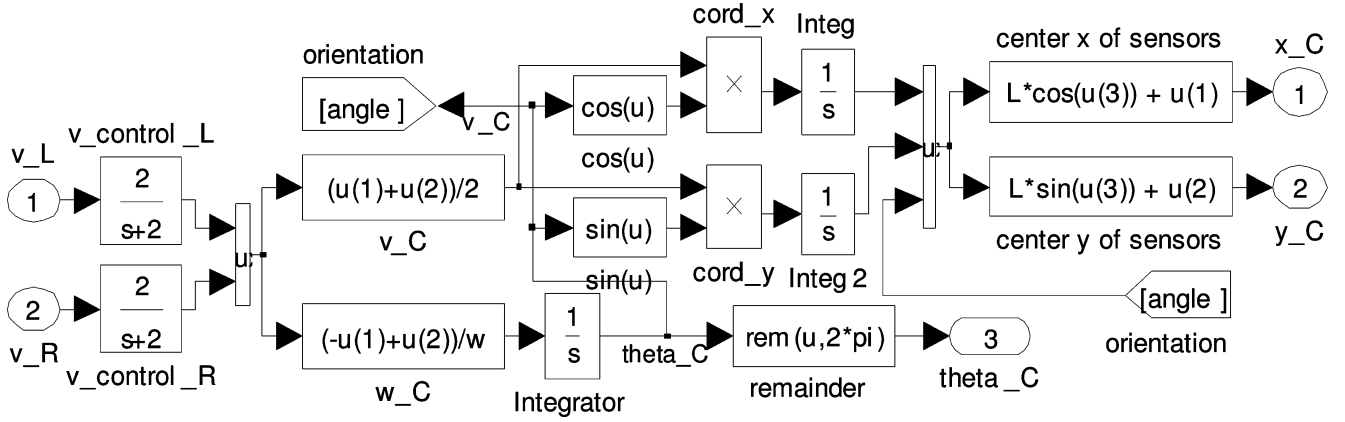 cord_x
Integ
center x of sensors
x_C
orientation
[angle ]
v_C
cos(u)
cos(u)
×
1
s
L*cos(u(3)) + u(1)
1
v_control _L
v_L
1
2
s+2
(u(1)+u(2))/2
v_C
sin(u)
sin(u)
×
cord_y
1
s
Integ 2
u:
L*sin(u(3)) + u(2)
center y of sensors
2
y_C
u:
2
v_R
2
s+2
v_control _R
(-u(1)+u(2))/w
w_C
1
s
Integrator
theta_C
rem (u,2*pi)
remainder
3
theta _C
[angle ]
orientation